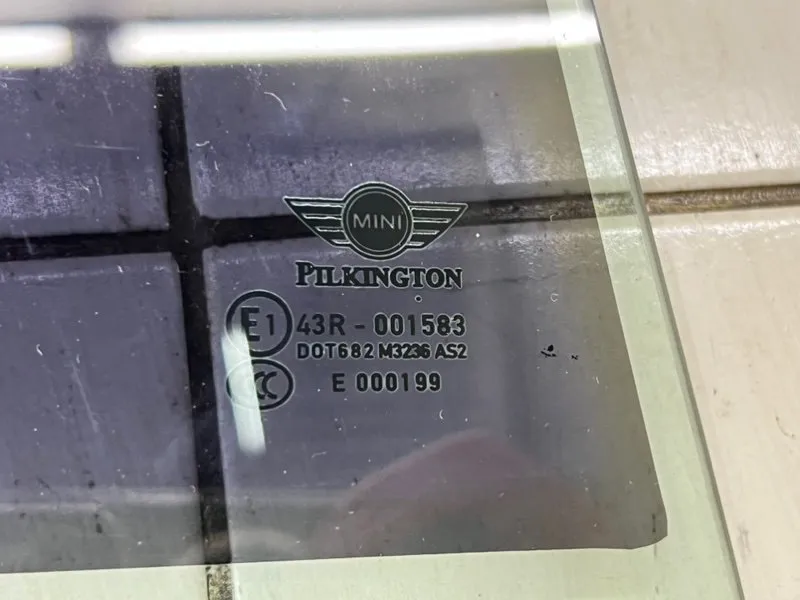 MINI
PILKINGTON
E1 43R - 001583
DOT682 M3236 AS2
CCC E 000199